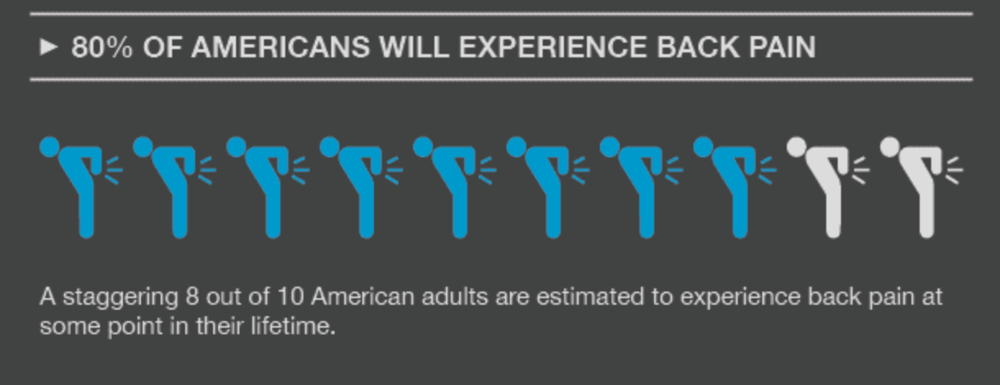 80% OF AMERICANS WILL EXPERIENCE BACK PAIN
A staggering 8 out of 10 American adults are estimated to experience back pain at
some point in their lifetime.